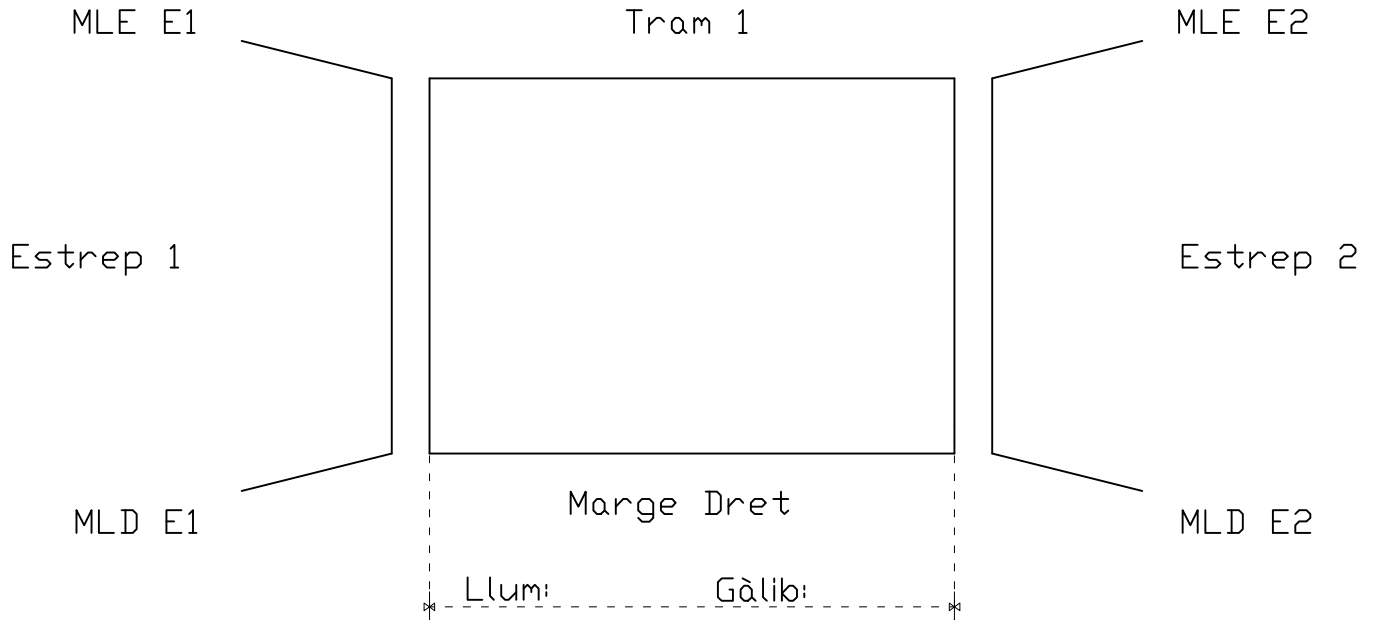 MLE E1 Tram 1 MLE E2
Estrep 1 Estrep 2
Marge Dret
MLD E1 MLD E2
Llum: Gàlib: